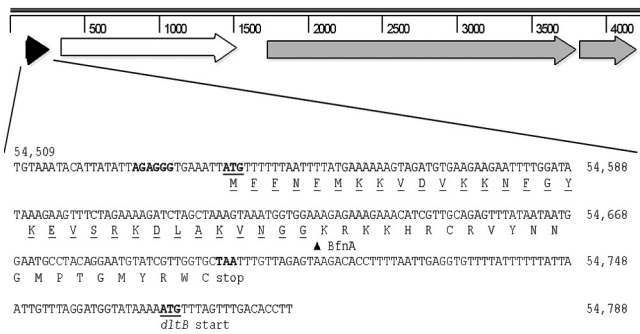 500 1000 1500 2000 2500 3000 3500 4000
54,509
TGTAAATACATTATATTAGAGGGTGAAATTATGTTTTTTAATTTTATGAAAAAAGTAGATGTGAAGAAGAATTTTGGATA 54,588
M F F N F M K K V D V K K N F G Y
TAAAGAAGTTTCTAGAAAAGATCTAGCTAAAGTAAATGGTGGAAAGAGAAAGAAACATCGTTGCAGAGTTTATAATAATG 54,668
K E V S R K D L A K V N G G K R K K H R C R V Y N N
▲ BfnA
GAATGCCTACAGGAATGTATCGTTGGTGCTAATTTGTTAGAGTAAGACACCTTTTAATTGAGGTGTTTTATTTTTTATTA 54,748
G M P T G M Y R W C stop
ATTGTTTAGGATGGTATAAAAATGTTTAGTTTGACACCTT 54,788
dltB start